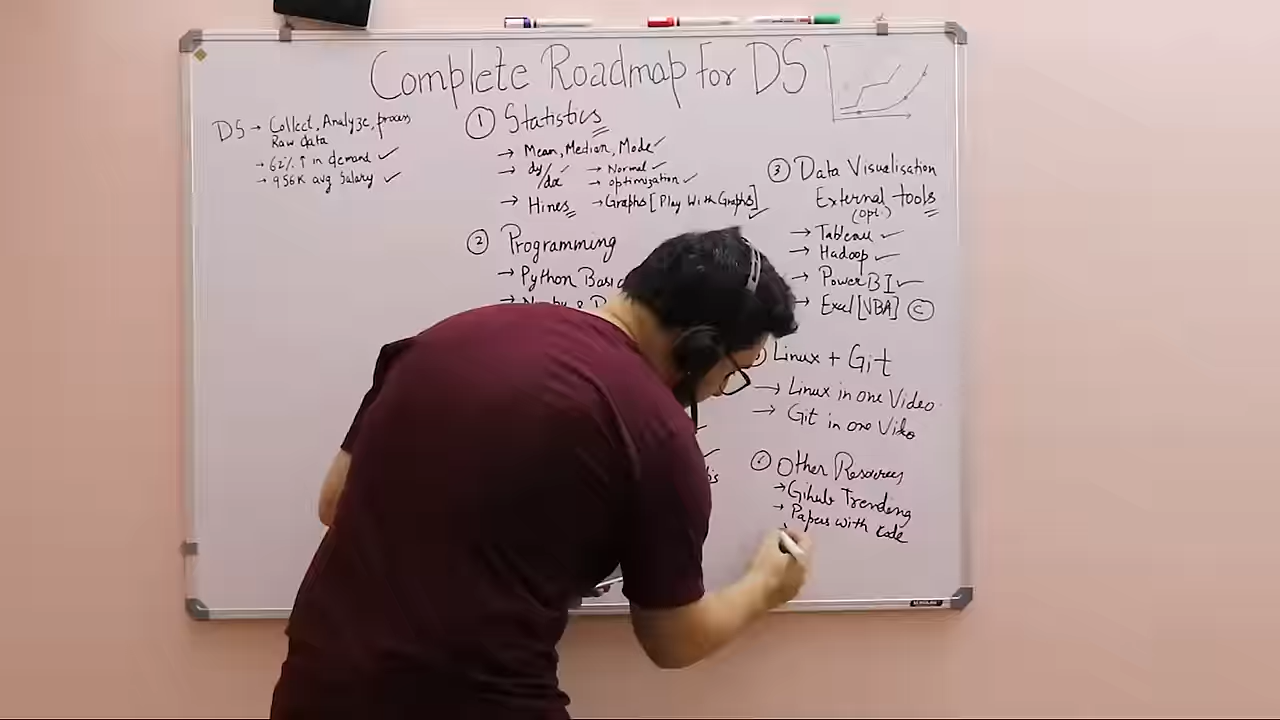 Complete Roadmap for DS
DS → Collect, Analyze, process
Raw data
→ 62% ↑ in demand ✓
→ 956K avg Salary ✓
① Statistics
→ Mean, Median, Mode ✓
→ dy/dx → Normal ✓
→ optimization ✓
→ Hines → Graphs [Play With Graphs] ✓
② Programming
→ Python Basic
③ Data Visualisation
External tools
(Opt.)
→ Tableau ✓
→ Hadoop ✓
→ Power BI ✓
→ Excel [VBA] ©
Linux + Git
→ Linux in one Video
→ Git in one Video
Other Resources
→ Gihub Trending
→ Papers with code